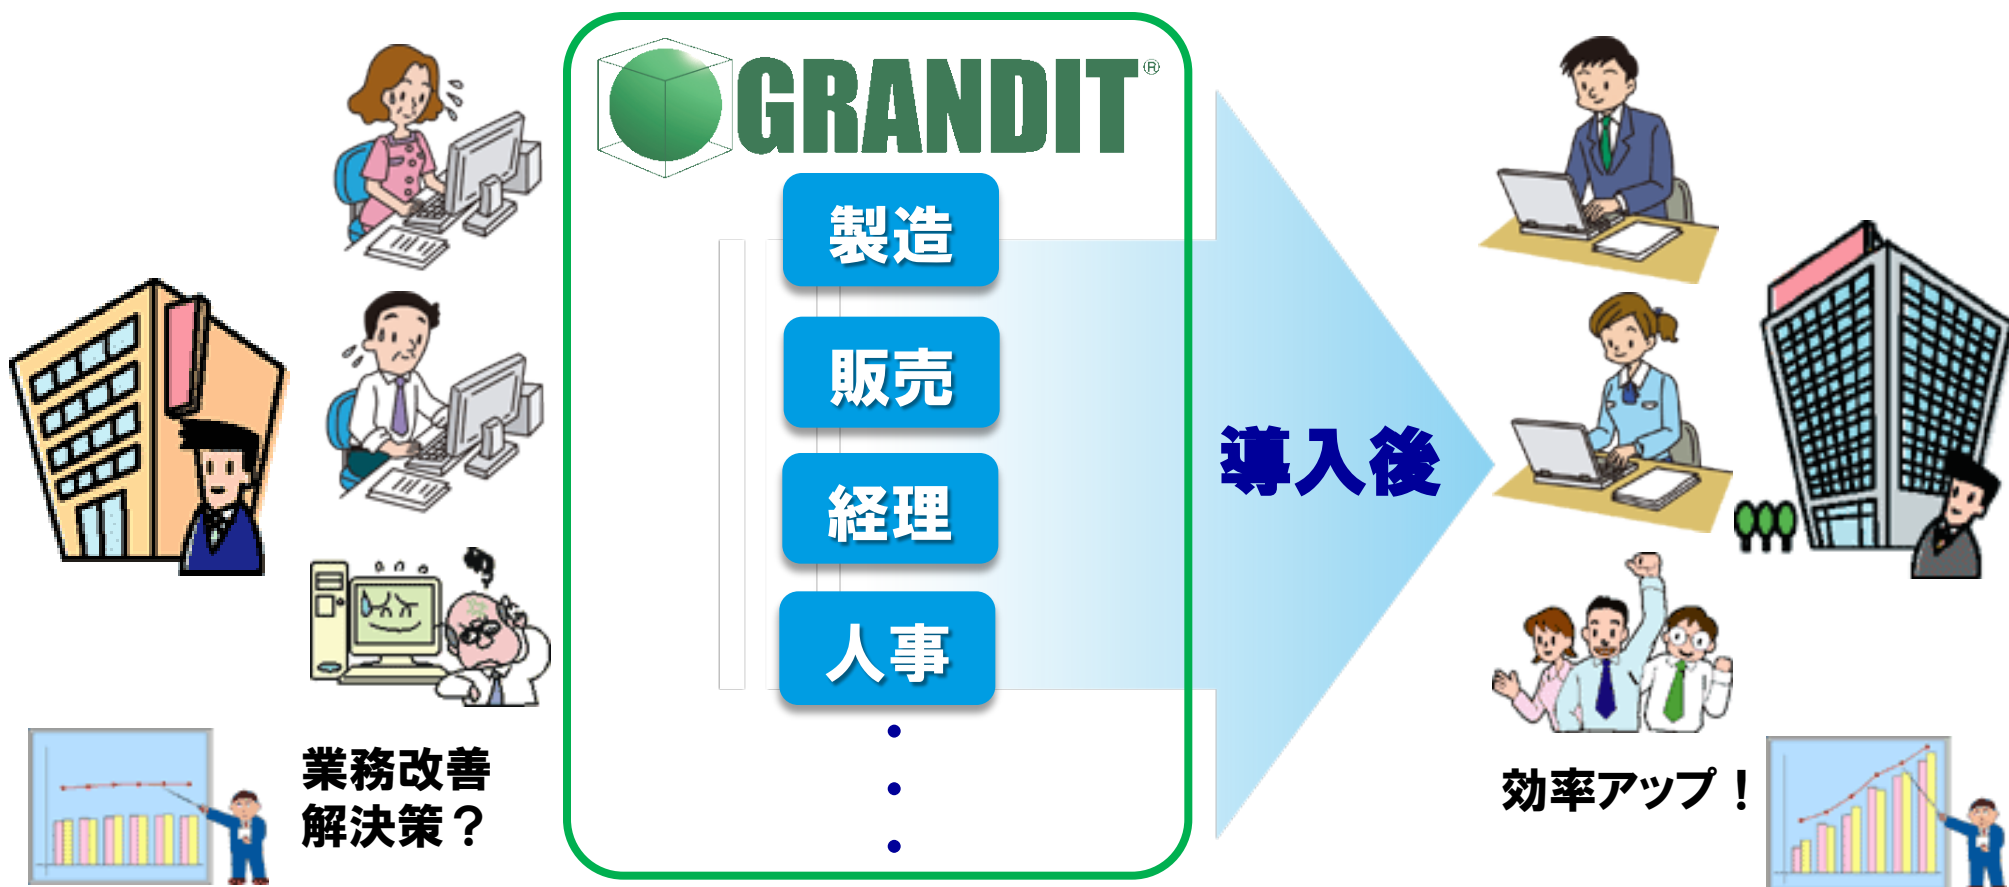 GRANDIT®
製造
販売
経理
人事
・
・
・
業務改善
解決策？
導入後
効率アップ！